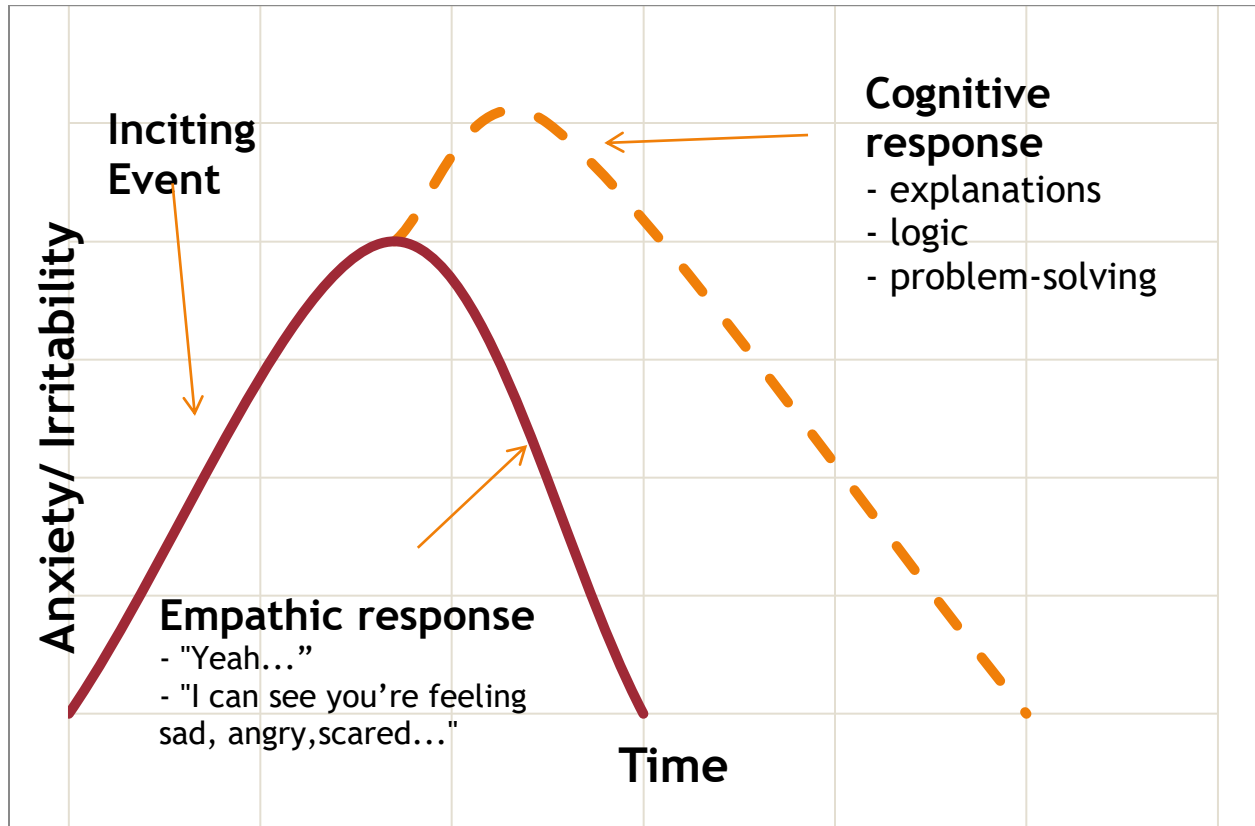 Inciting
Event
Cognitive
response
- explanations
- logic
- problem-solving
Anxiety/ Irritability
Empathic response
- "Yeah...”
- "I can see you’re feeling
sad, angry,scared..."
Time